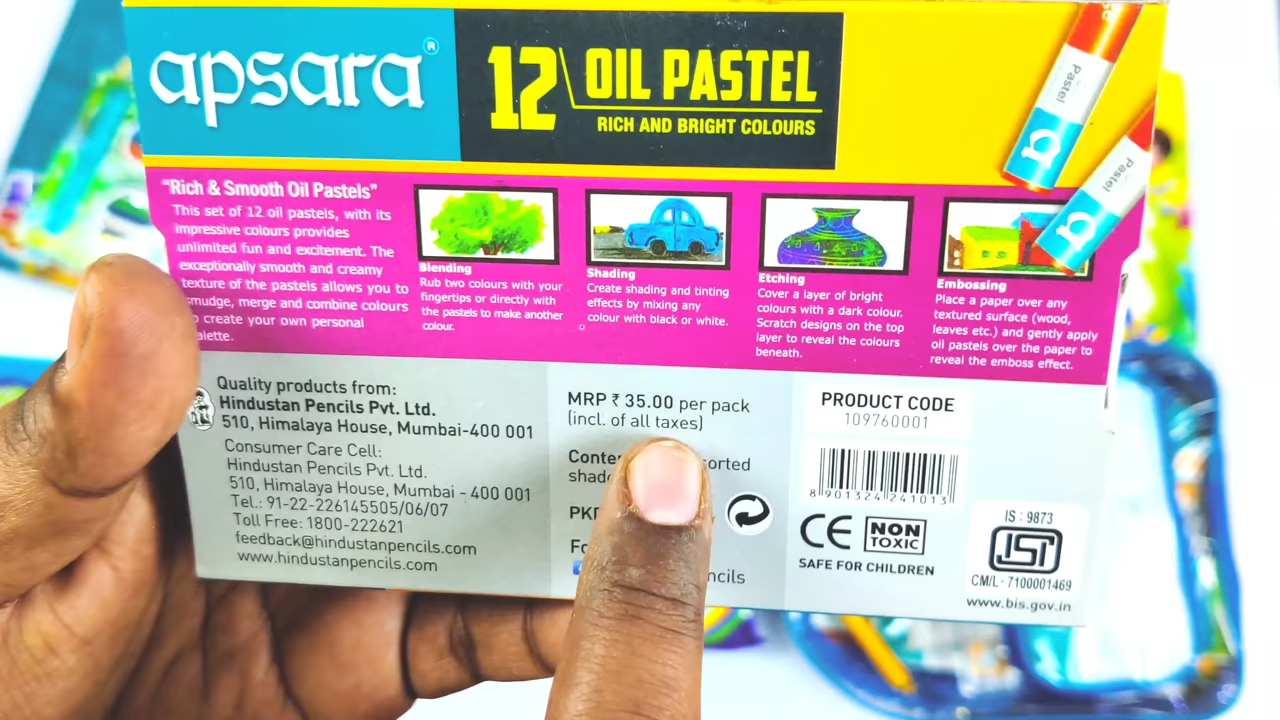 apsara®
12 OIL PASTEL
RICH AND BRIGHT COLOURS
Pastel
Pastel
"Rich & Smooth Oil Pastels"
This set of 12 oil pastels, with its
impressive colours provides
unlimited fun and excitement. The
exceptionally smooth and creamy
texture of the pastels allows you to
smudge, merge and combine colours
create your own personal
Blending
Rub two colours with your
fingertips or directly with
the pastels to make another
colour.
Shading
Create shading and tinting
effects by mixing any
colour with black or white.
Etching
Cover a layer of bright
colours with a dark colour.
Scratch designs on the top
layer to reveal the colours
beneath.
Embossing
Place a paper over any
textured surface (wood,
leaves etc.) and gently apply
oil pastels over the paper to
reveal the emboss effect.
Quality products from:
Hindustan Pencils Pvt. Ltd.
510, Himalaya House, Mumbai-400 001
Consumer Care Cell:
Hindustan Pencils Pvt. Ltd.
510, Himalaya House, Mumbai - 400 001
Tel.: 91-22-226145505/06/07
Toll Free: 1800-222621
feedback@hindustanpencils.com
www.hindustanpencils.com
MRP ₹ 35.00 per pack
(incl. of all taxes)
PRODUCT CODE
109760001
8 901324 241013
CE
NON
TOXIC
SAFE FOR CHILDREN
IS : 9873
ISI
CM/L - 7100001469
www.bis.gov.in